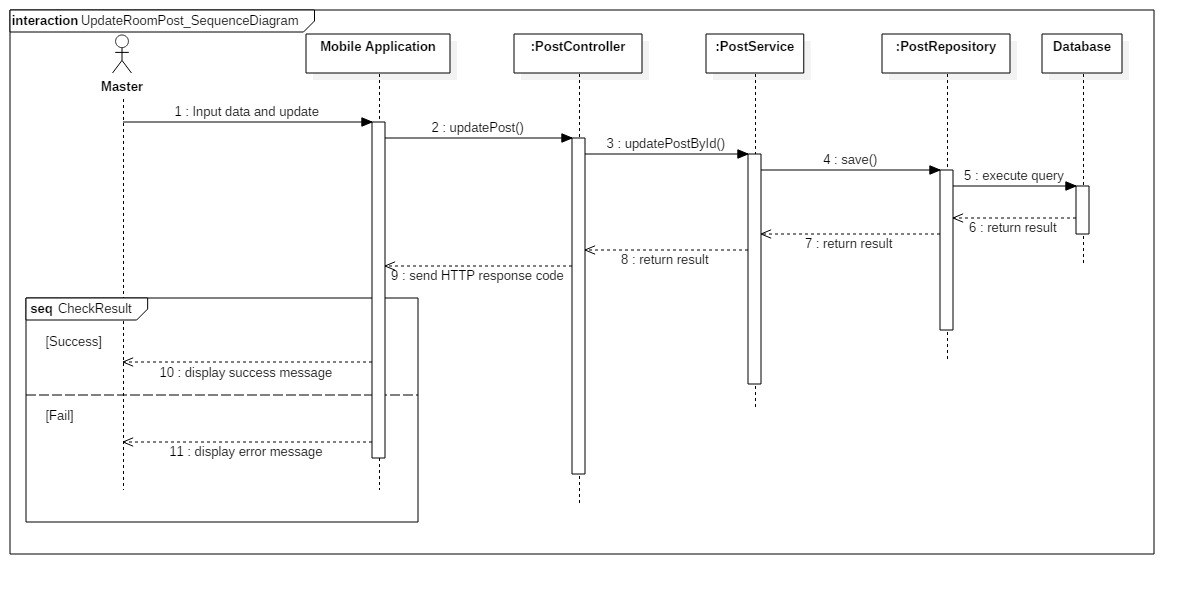 interaction UpdateRoomPost_SequenceDiagram
Mobile Application
:PostController
:PostService
:PostRepository
Database
Master
1 : Input data and update
2 : updatePost()
3 : updatePostById()
4 : save()
5 : execute query
6 : return result
7 : return result
8 : return result
9 : send HTTP response code
seq CheckResult
[Success]
10 : display success message
[Fail]
11 : display error message